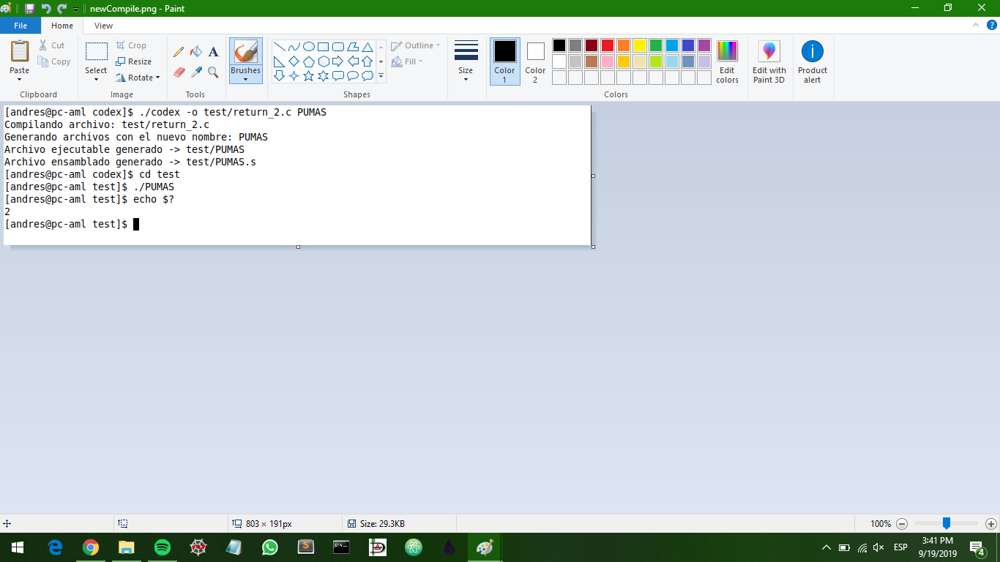 newCompile.png - Paint
File Home View
Paste
Cut
Copy
Clipboard
Select
Crop
Resize
Rotate
Image
A
Tools
Brushes
Outline
Fill
Shapes
Size
Color 1
Color 2
Colors
Edit colors
Edit with Paint 3D
Product alert
[andres@pc-aml codex]$ ./codex -o test/return_2.c PUMAS
Compilando archivo: test/return_2.c
Generando archivos con el nuevo nombre: PUMAS
Archivo ejecutable generado -> test/PUMAS
Archivo ensamblado generado -> test/PUMAS.s
[andres@pc-aml codex]$ cd test
[andres@pc-aml test]$ ./PUMAS
[andres@pc-aml test]$ echo $?
2
[andres@pc-aml test]$
803 × 191px
Size: 29.3KB
100%
ESP
3:41 PM
9/19/2019
4